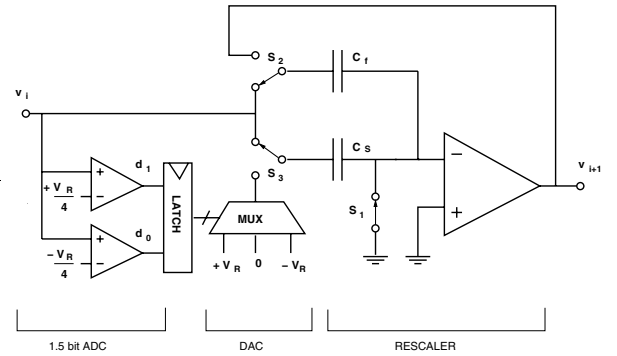 S 2
C f
v i
S 3
C S
d 1
+ V R
4
d 0
− V R
4
LATCH
MUX
+ V R 0 − V R
S 1
v i+1
+
−
+
−
−
+
1.5 bit ADC DAC RESCALER